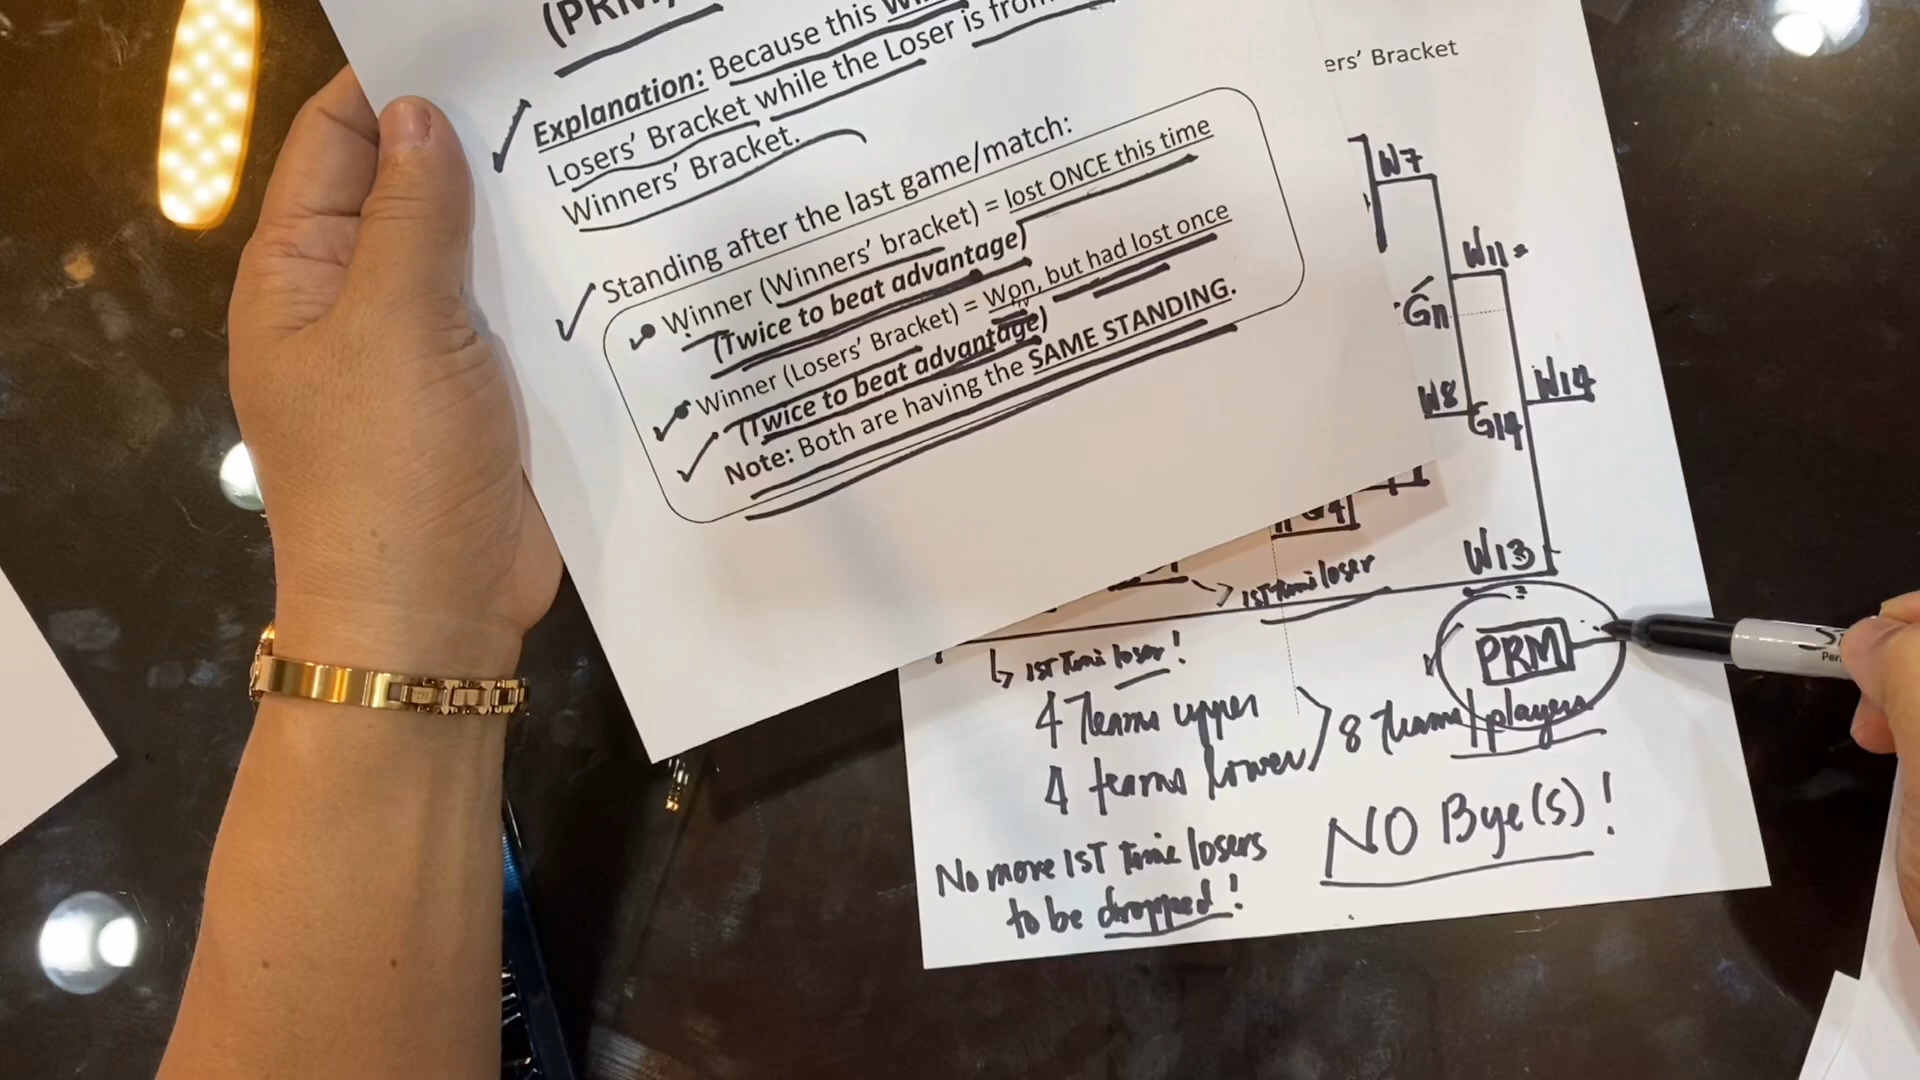 (PRM)
Explanation: Because this
Losers' Bracket while the Loser is from
Winners' Bracket.
Standing after the last game/match:
Winner (Winners' bracket) = lost ONCE this time
(Twice to beat advantage)
Winner (Losers' Bracket) = Won, but had lost once
(Twice to beat advantage)
Note: Both are having the SAME STANDING.
ers' Bracket
W7
W11
G11
W8
W14
G14
G4
W13
1ST Time loser
PRM
1ST Time loser!
4 Teams upper
4 teams lower
8 Teams/players
NO Bye(s)!
No more 1ST Time losers
to be dropped!